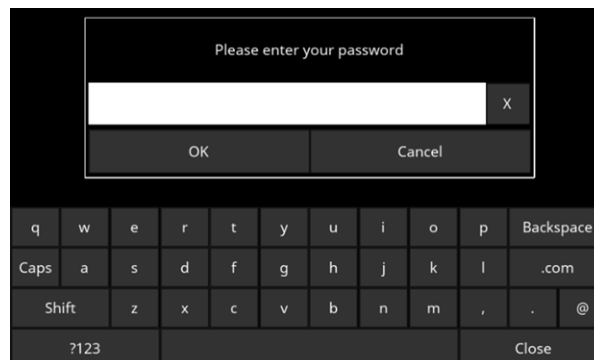 Please enter your password
X
OK Cancel
q w e r t y u i o p Backspace
Caps a s d f g h j k l .com
Shift z x c v b n m , . @
?123 Close